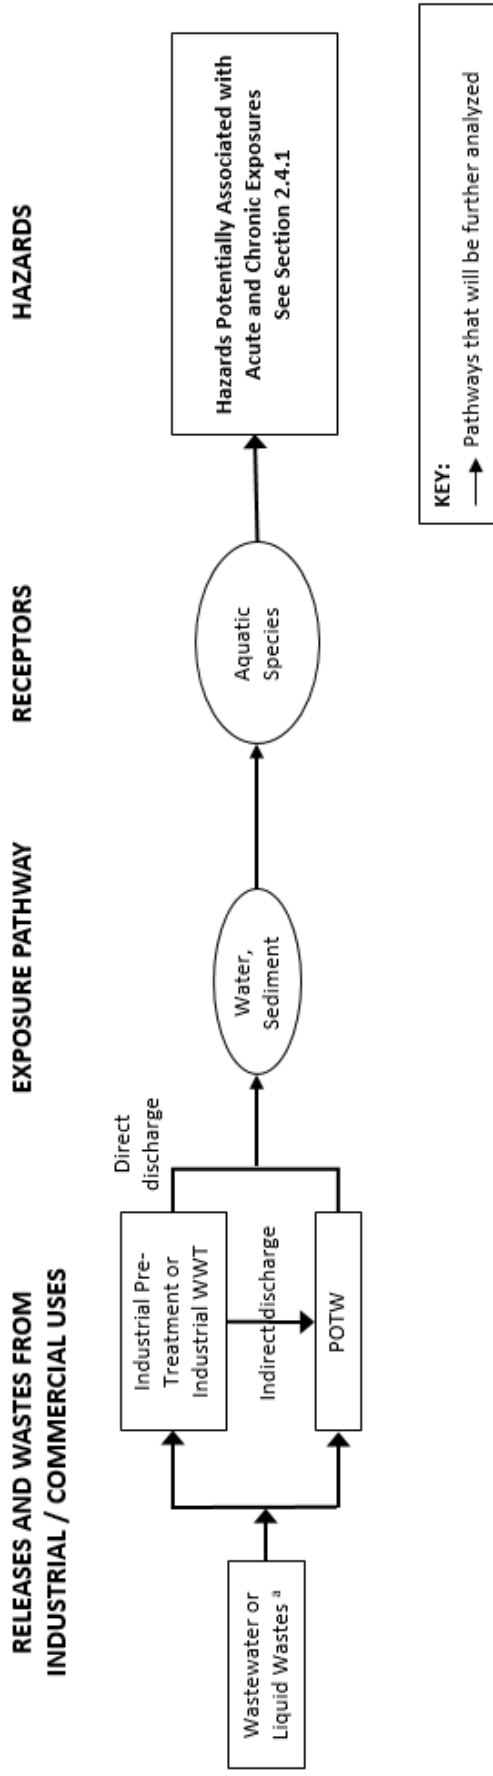 RELEASES AND WASTES FROM
INDUSTRIAL / COMMERCIAL USES
EXPOSURE PATHWAY
RECEPTORS
HAZARDS
Wastewater or
Liquid Wastes ᵃ
Industrial Pre-
Treatment or
Industrial WWT
Indirect discharge
POTW
Direct
discharge
Water,
Sediment
Aquatic
Species
Hazards Potentially Associated with
Acute and Chronic Exposures
See Section 2.4.1
KEY:
Pathways that will be further analyzed